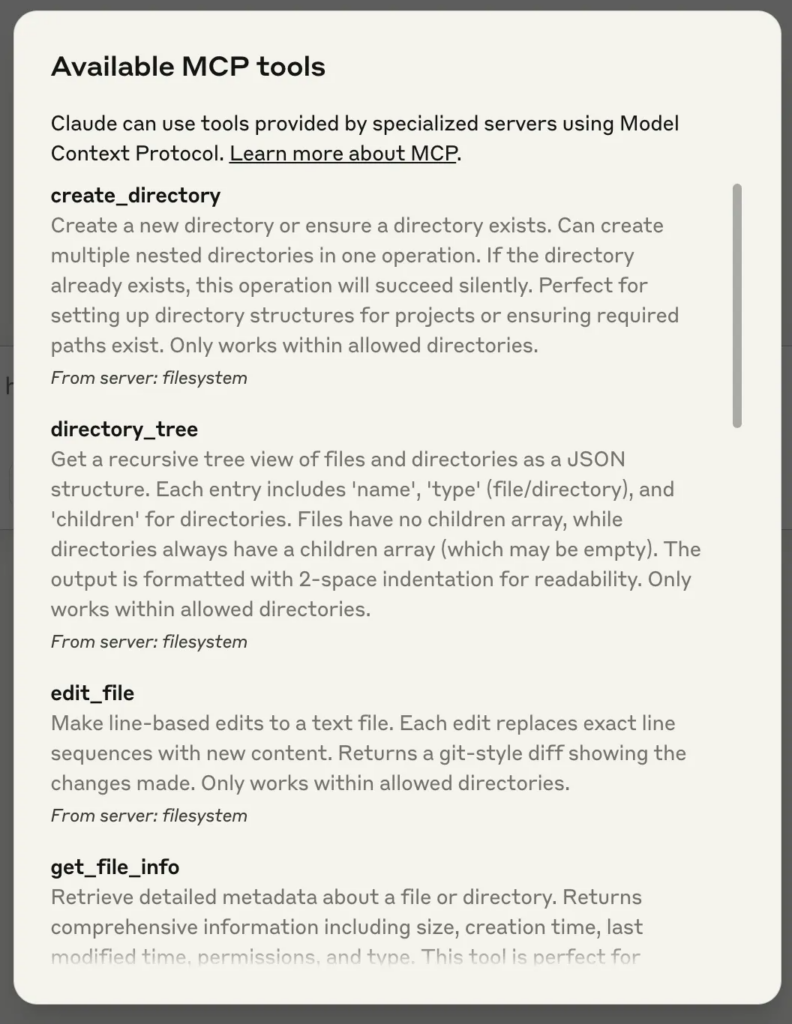 Available MCP tools
Claude can use tools provided by specialized servers using Model
Context Protocol. Learn more about MCP.
create_directory
Create a new directory or ensure a directory exists. Can create
multiple nested directories in one operation. If the directory
already exists, this operation will succeed silently. Perfect for
setting up directory structures for projects or ensuring required
paths exist. Only works within allowed directories.
From server: filesystem
directory_tree
Get a recursive tree view of files and directories as a JSON
structure. Each entry includes 'name', 'type' (file/directory), and
'children' for directories. Files have no children array, while
directories always have a children array (which may be empty). The
output is formatted with 2-space indentation for readability. Only
works within allowed directories.
From server: filesystem
edit_file
Make line-based edits to a text file. Each edit replaces exact line
sequences with new content. Returns a git-style diff showing the
changes made. Only works within allowed directories.
From server: filesystem
get_file_info
Retrieve detailed metadata about a file or directory. Returns
comprehensive information including size, creation time, last
modified time, permissions, and type. This tool is perfect for